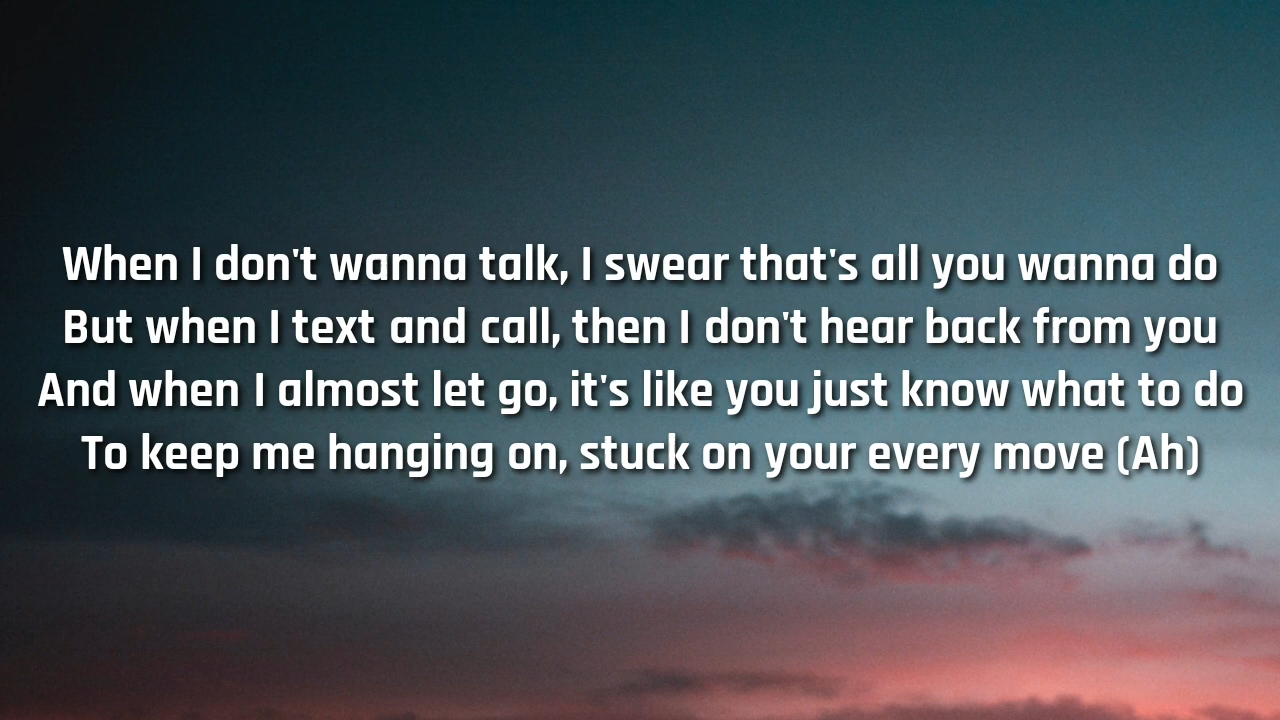 When I don't wanna talk, I swear that's all you wanna do
But when I text and call, then I don't hear back from you
And when I almost let go, it's like you just know what to do
To keep me hanging on, stuck on your every move (Ah)